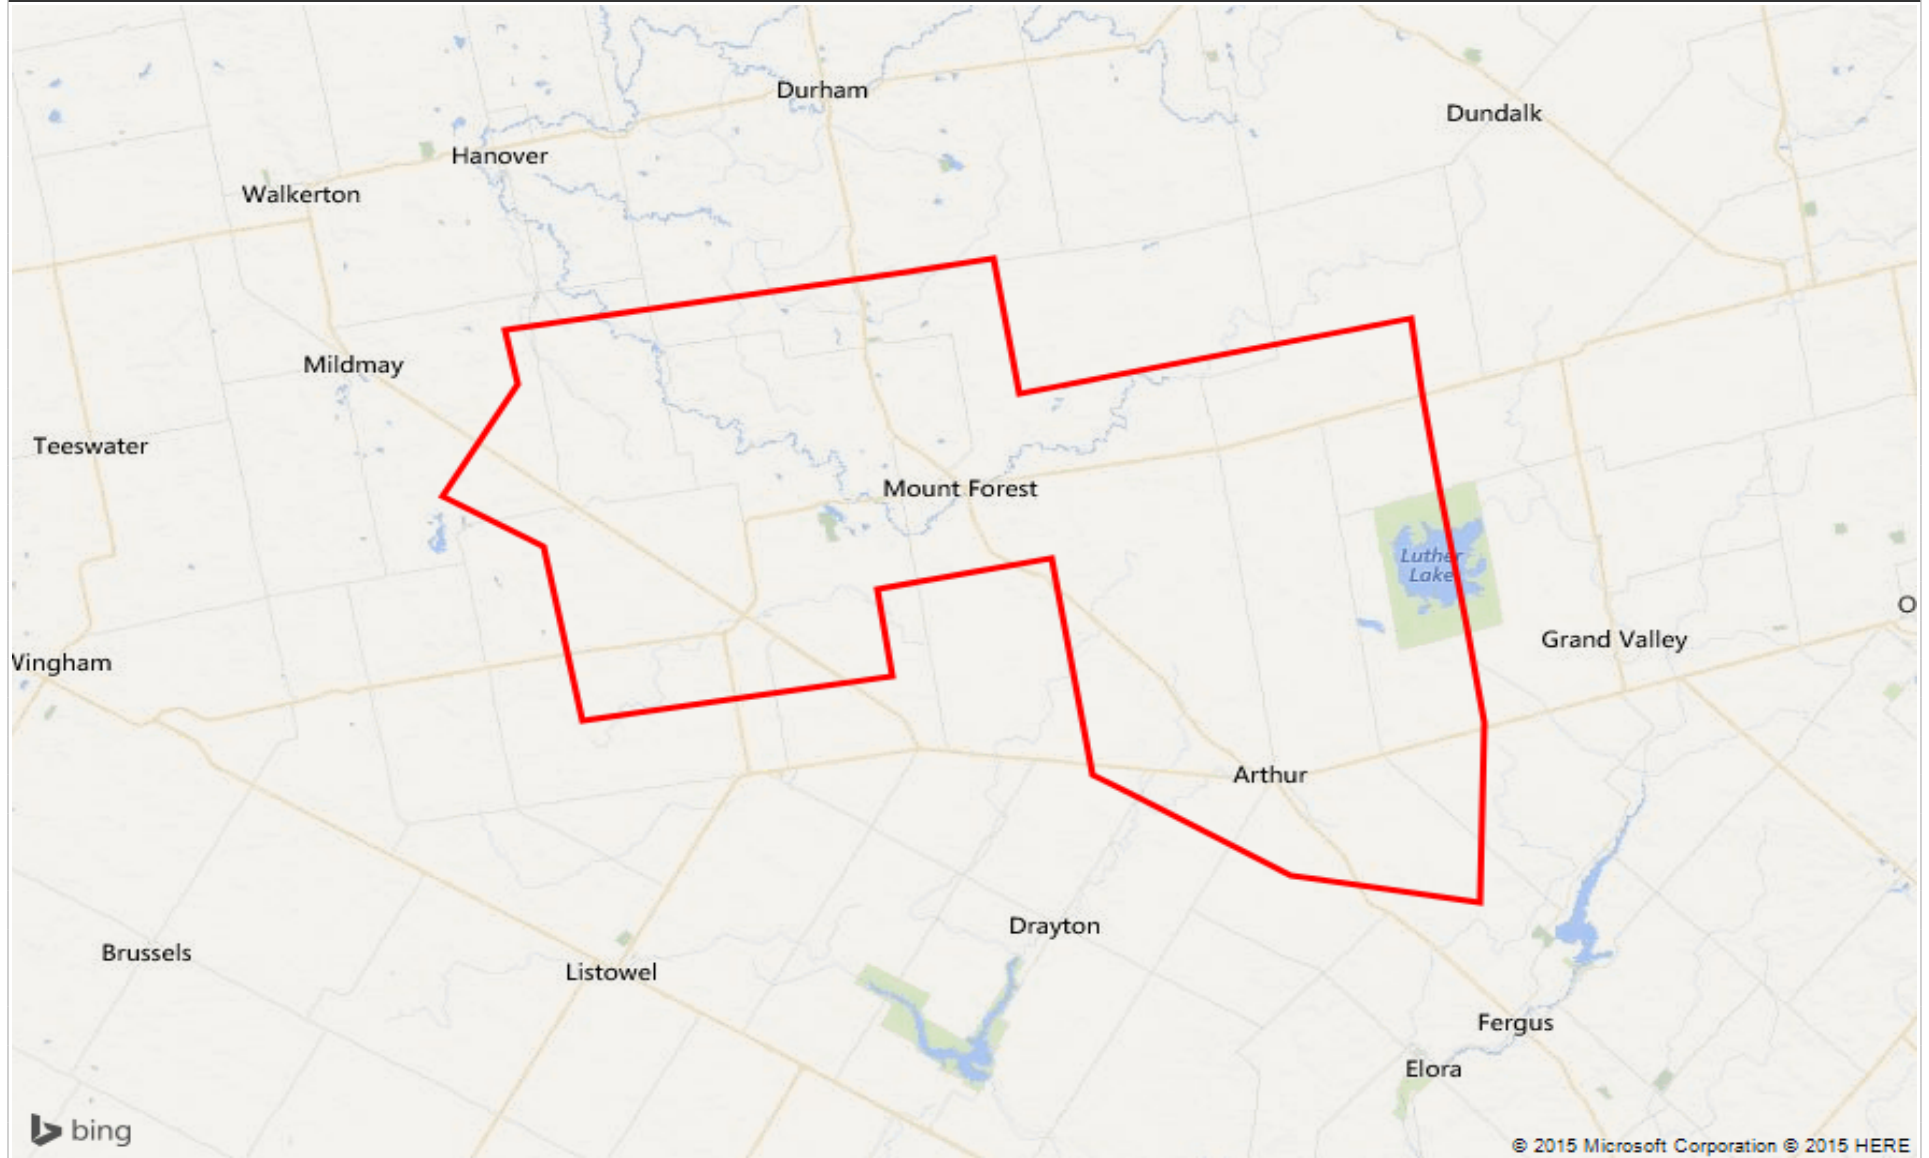 Durham
Dundalk
Hanover
Walkerton
Mildmay
Teeswater
Mount Forest
Luther
Lake
O
Grand Valley
Wingham
Arthur
Drayton
Brussels
Listowel
Fergus
Elora
bing
© 2015 Microsoft Corporation © 2015 HERE